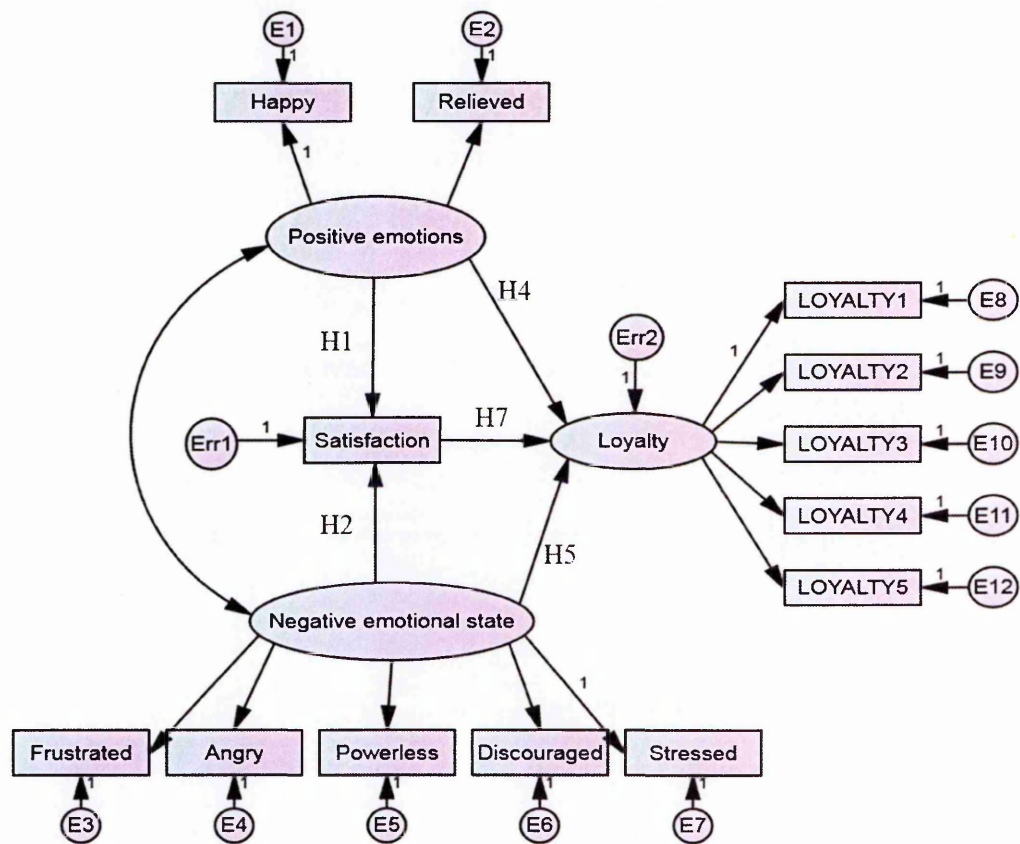 E1
E2
1
1
Happy
Relieved
1
Positive emotions
H4
H1
Err2
1
LOYALTY1
1
E8
1
LOYALTY2
1
E9
Err1
1
Satisfaction
H7
Loyalty
LOYALTY3
1
E10
LOYALTY4
1
E11
H2
H5
LOYALTY5
1
E12
Negative emotional state
1
Frustrated
Angry
Powerless
Discouraged
Stressed
1
1
1
1
1
E3
E4
E5
E6
E7